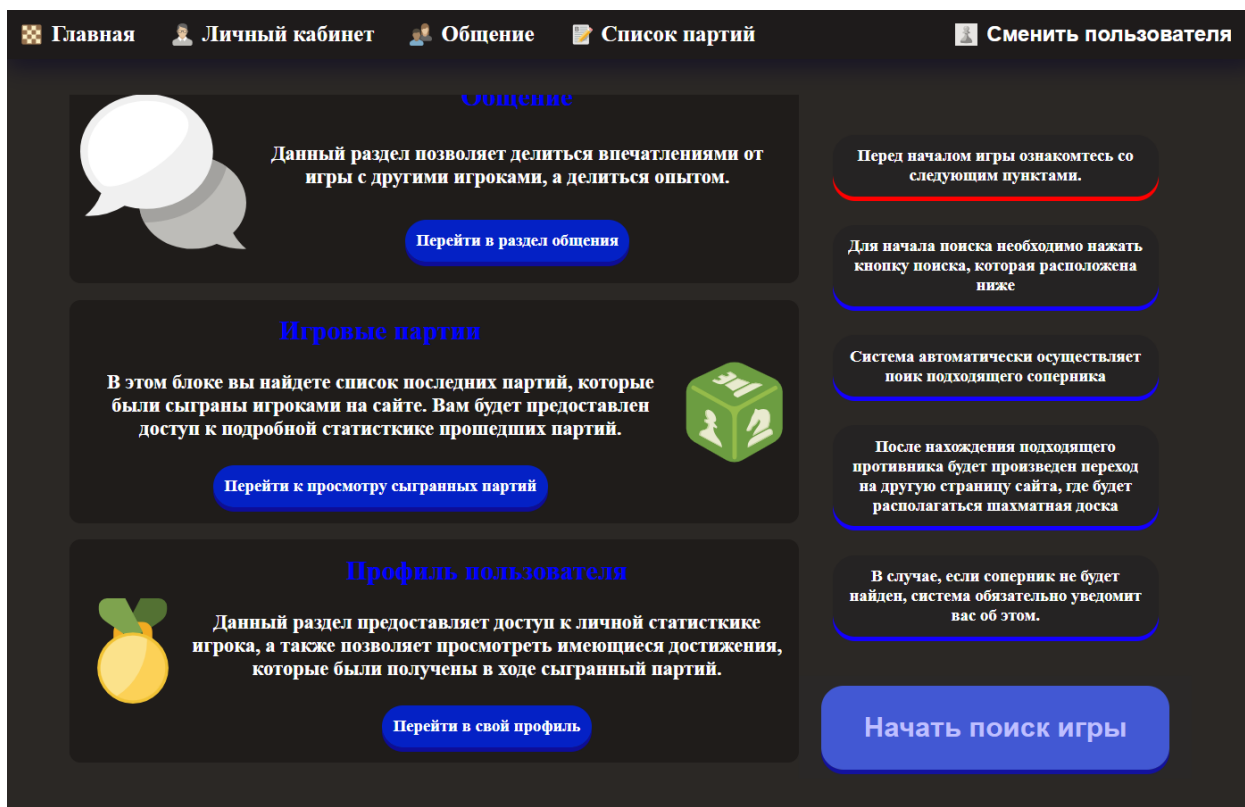 Главная Личный кабинет Общение Список партий Сменить пользователя
Общение
Данный раздел позволяет делиться впечатлениями от
игры с другими игроками, а делиться опытом.
Перейти в раздел общения
Игровые партии
В этом блоке вы найдете список последних партий, которые
были сыграны игроками на сайте. Вам будет предоставлен
доступ к подробной статисткике прошедших партий.
Перейти к просмотру сыгранных партий
Профиль пользователя
Данный раздел предоставляет доступ к личной статисткике
игрока, а также позволяет просмотреть имеющиеся достижения,
которые были получены в ходе сыгранный партий.
Перейти в свой профиль
Перед началом игры ознакомтесь со
следующим пунктами.
Для начала поиска необходимо нажать
кнопку поиска, которая расположена
ниже
Система автоматически осуществляет
поик подходящего соперника
После нахождения подходящего
противника будет произведен переход
на другую страницу сайта, где будет
располагаться шахматная доска
В случае, если соперник не будет
найден, система обязательно уведомит
вас об этом.
Начать поиск игры